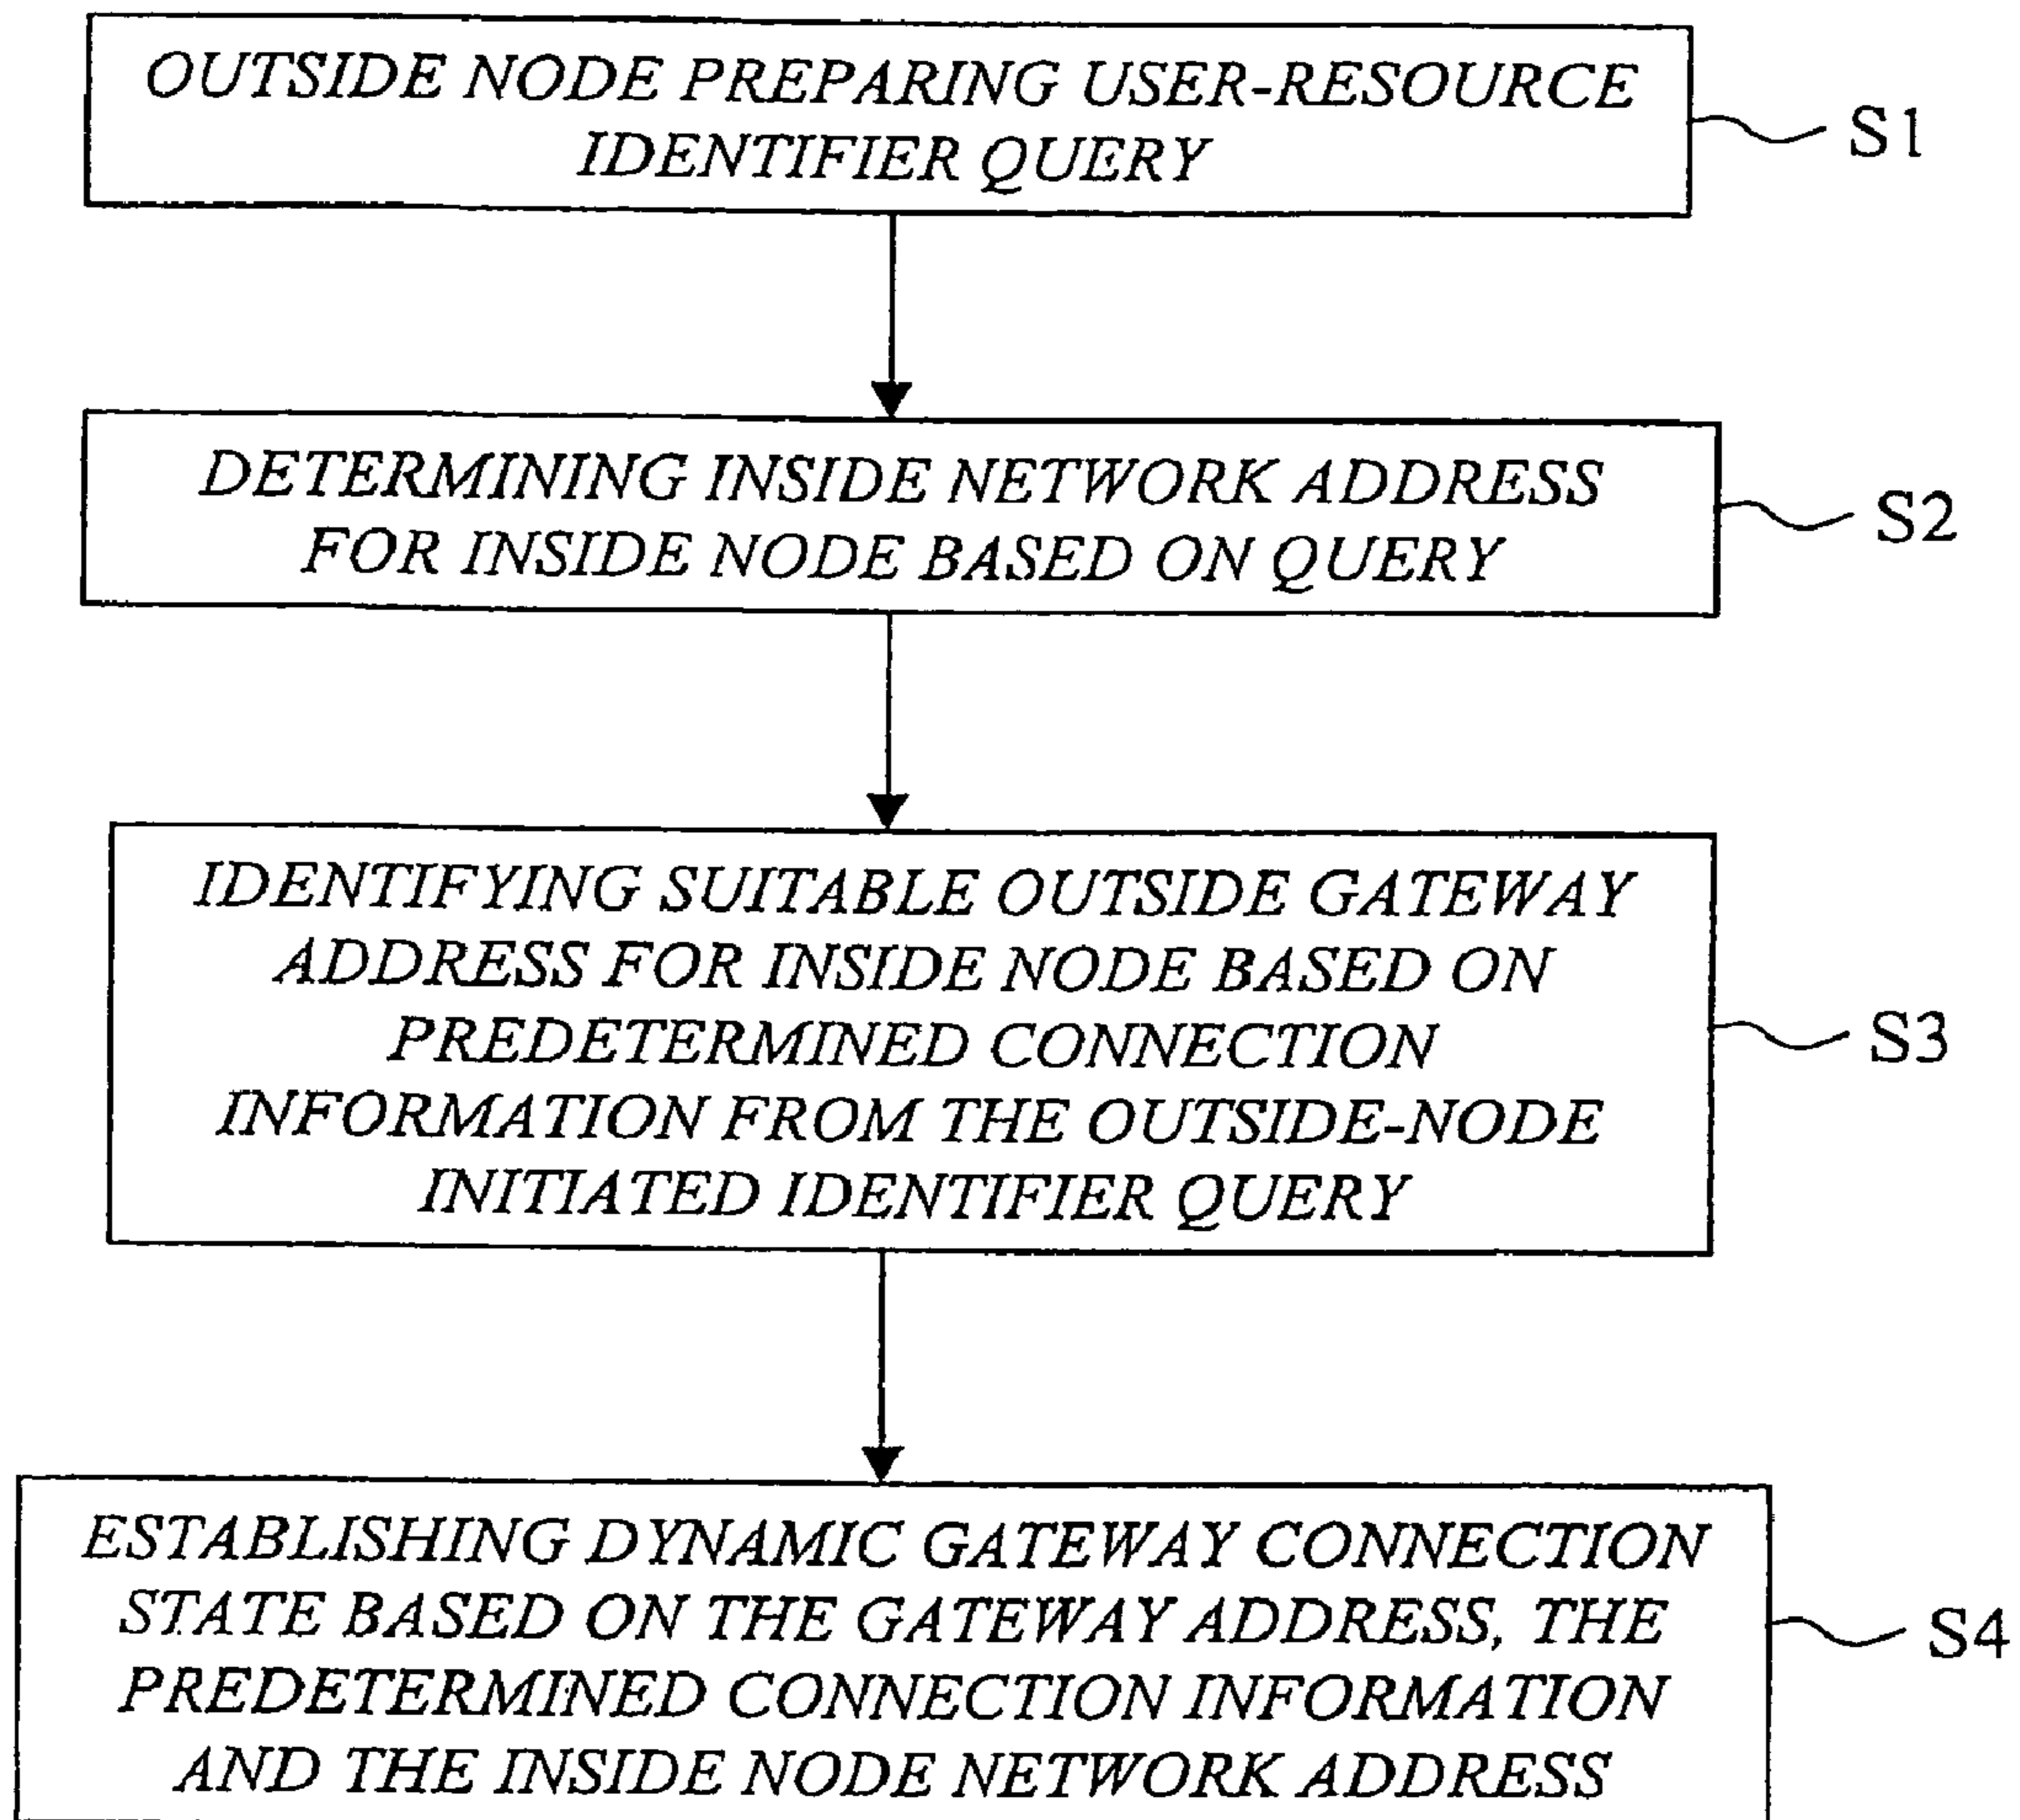 OUTSIDE NODE PREPARING USER-RESOURCE
IDENTIFIER QUERY
S1
DETERMINING INSIDE NETWORK ADDRESS
FOR INSIDE NODE BASED ON QUERY
S2
IDENTIFYING SUITABLE OUTSIDE GATEWAY
ADDRESS FOR INSIDE NODE BASED ON
PREDETERMINED CONNECTION
INFORMATION FROM THE OUTSIDE-NODE
INITIATED IDENTIFIER QUERY
S3
ESTABLISHING DYNAMIC GATEWAY CONNECTION
STATE BASED ON THE GATEWAY ADDRESS, THE
PREDETERMINED CONNECTION INFORMATION
AND THE INSIDE NODE NETWORK ADDRESS
S4